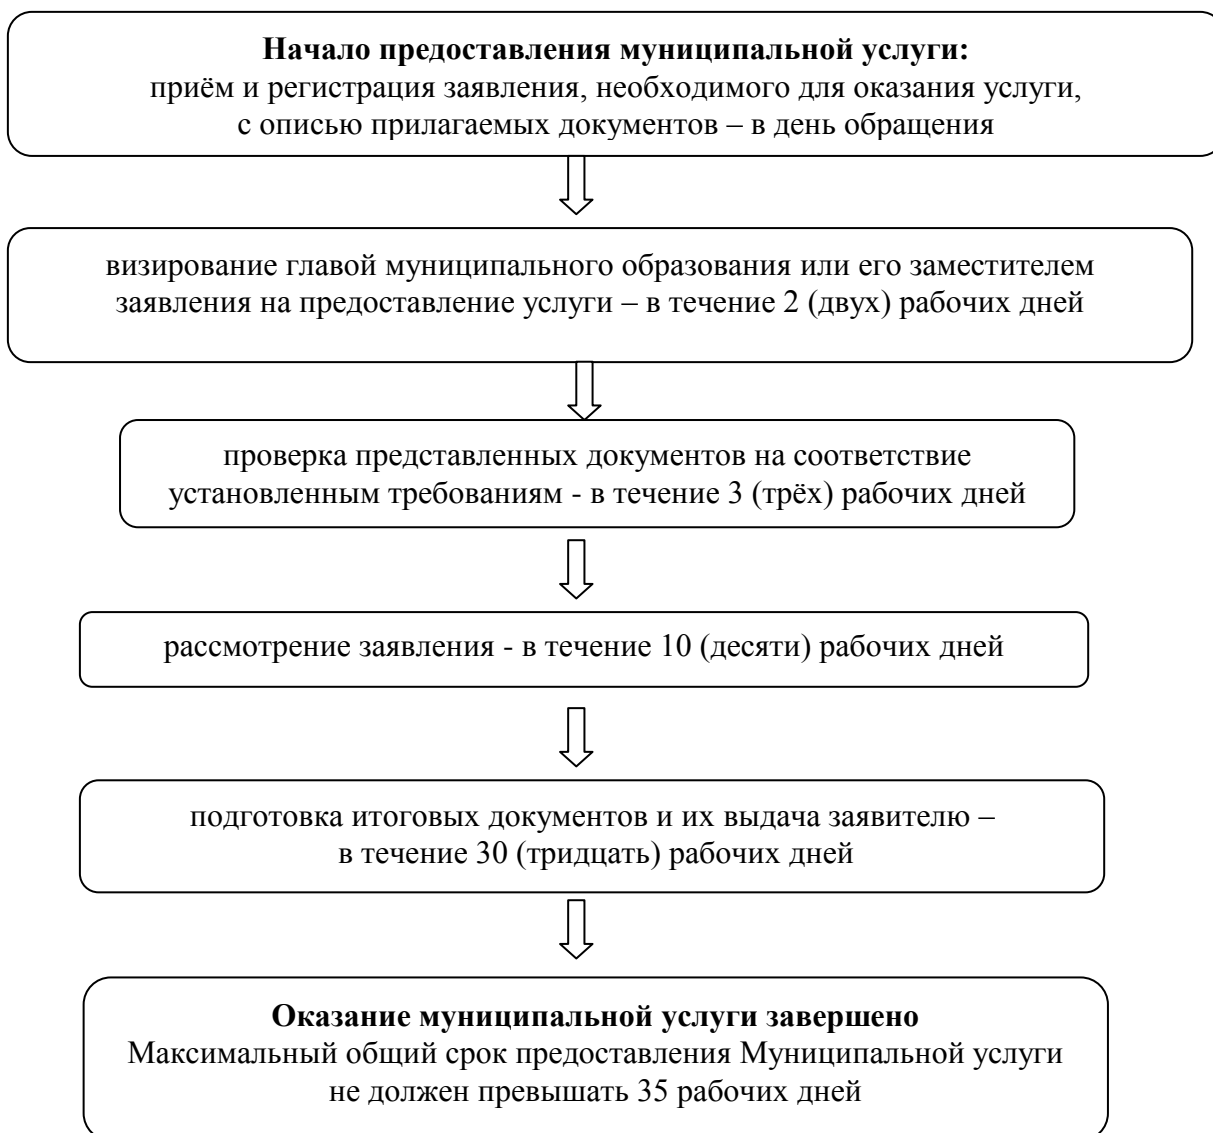 Начало предоставления муниципальной услуги:
приём и регистрация заявления, необходимого для оказания услуги,
с описью прилагаемых документов – в день обращения
визирование главой муниципального образования или его заместителем
заявления на предоставление услуги – в течение 2 (двух) рабочих дней
проверка представленных документов на соответствие
установленным требованиям - в течение 3 (трёх) рабочих дней
рассмотрение заявления - в течение 10 (десяти) рабочих дней
подготовка итоговых документов и их выдача заявителю –
в течение 30 (тридцать) рабочих дней
Оказание муниципальной услуги завершено
Максимальный общий срок предоставления Муниципальной услуги
не должен превышать 35 рабочих дней